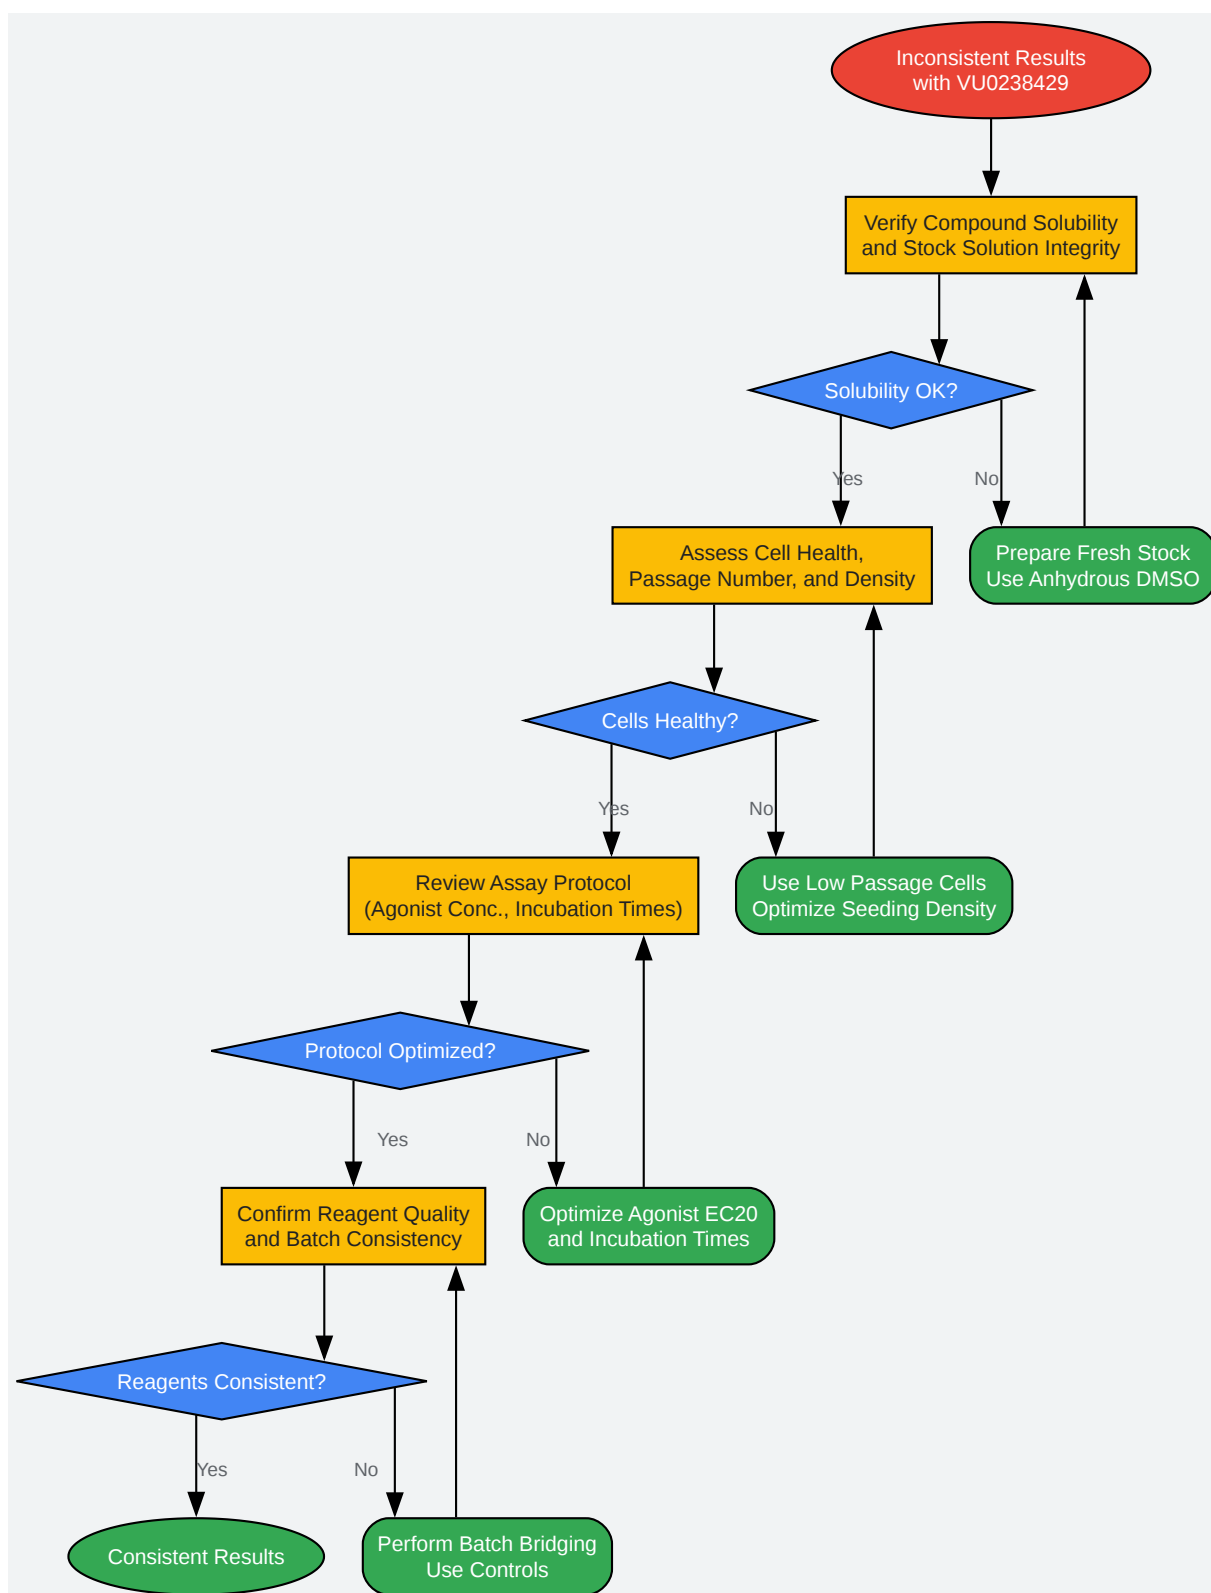 Inconsistent Results
with VU0238429
Verify Compound Solubility
and Stock Solution Integrity
Solubility OK?
Yes
No
Assess Cell Health,
Passage Number, and Density
Prepare Fresh Stock
Use Anhydrous DMSO
Cells Healthy?
Yes
No
Review Assay Protocol
(Agonist Conc., Incubation Times)
Use Low Passage Cells
Optimize Seeding Density
Protocol Optimized?
Yes
No
Confirm Reagent Quality
and Batch Consistency
Optimize Agonist EC20
and Incubation Times
Reagents Consistent?
Yes
No
Consistent Results
Perform Batch Bridging
Use Controls